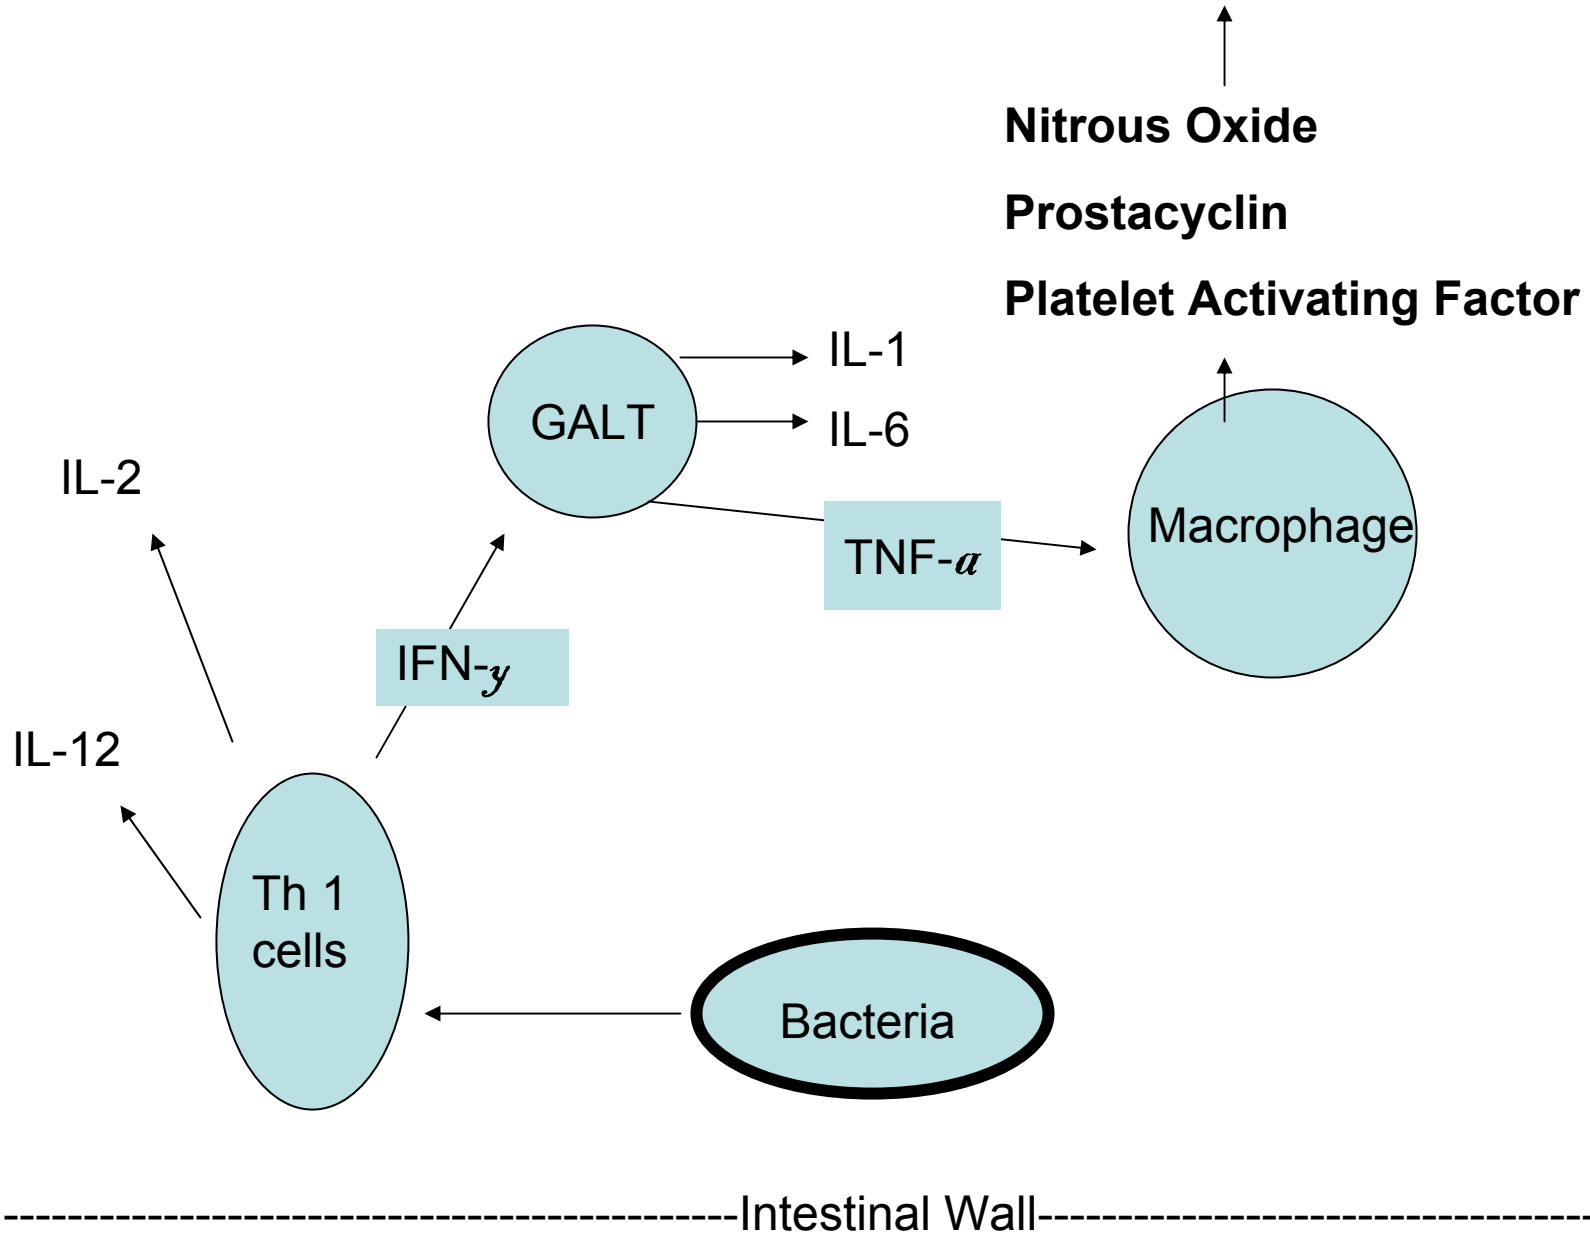 Nitrous Oxide
Prostacyclin
Platelet Activating Factor
IL-1
GALT
IL-6
IL-2
Macrophage
TNF-α
IFN-y
IL-12
Th 1
cells
Bacteria
Intestinal Wall